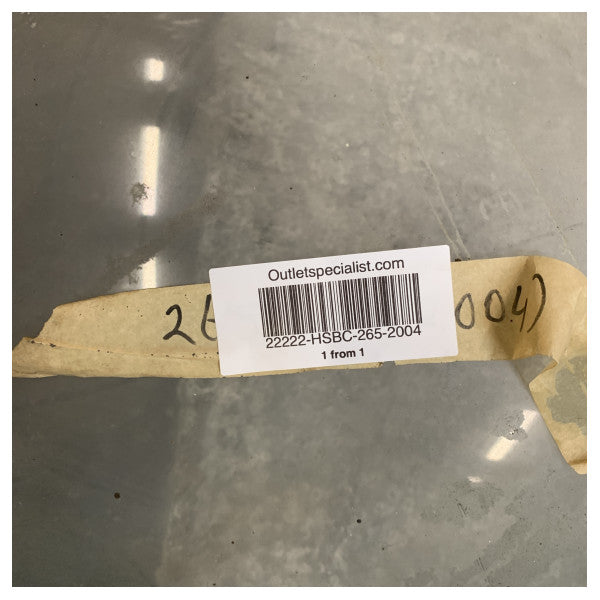 Outletspecialist.com
22222-HSBC-265-2004
1 from 1